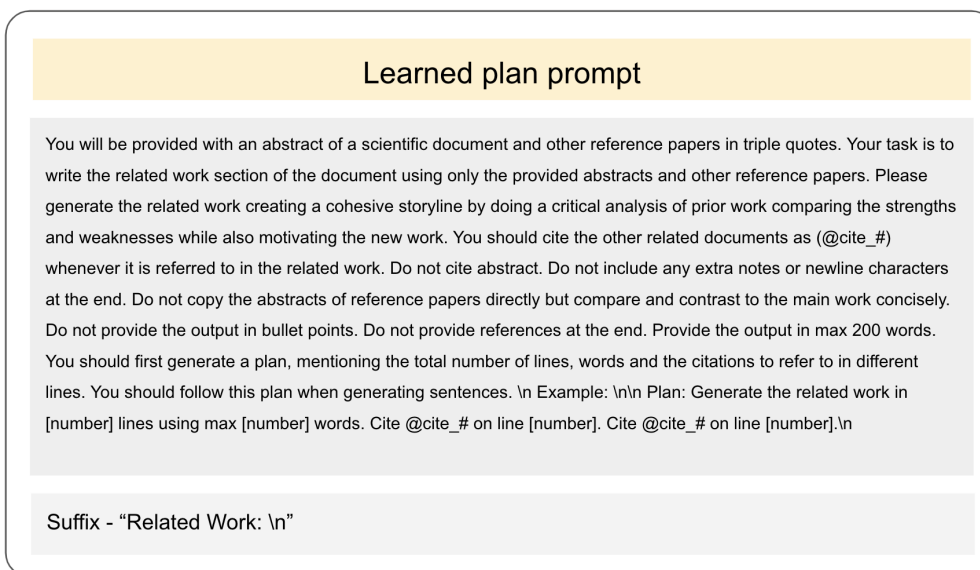 Learned plan prompt
You will be provided with an abstract of a scientific document and other reference papers in triple quotes. Your task is to
write the related work section of the document using only the provided abstracts and other reference papers. Please
generate the related work creating a cohesive storyline by doing a critical analysis of prior work comparing the strengths
and weaknesses while also motivating the new work. You should cite the other related documents as (@cite_#)
whenever it is referred to in the related work. Do not cite abstract. Do not include any extra notes or newline characters
at the end. Do not copy the abstracts of reference papers directly but compare and contrast to the main work concisely.
Do not provide the output in bullet points. Do not provide references at the end. Provide the output in max 200 words.
You should first generate a plan, mentioning the total number of lines, words and the citations to refer to in different
lines. You should follow this plan when generating sentences. \n Example: \n\n Plan: Generate the related work in
[number] lines using max [number] words. Cite @cite_# on line [number]. Cite @cite_# on line [number].\n
Suffix - “Related Work: \n”